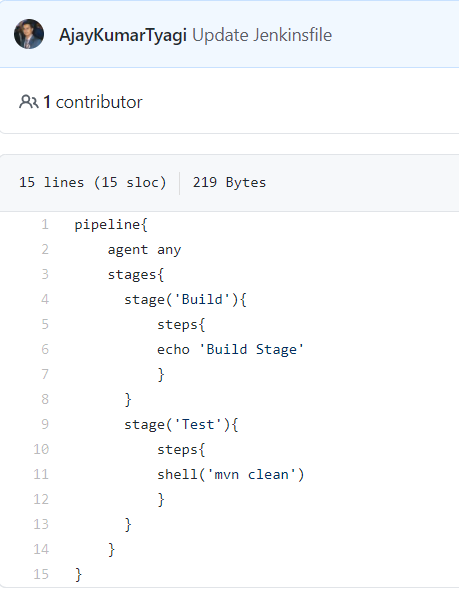 AjayKumarTyagi Update Jenkinsfile
1 contributor
15 lines (15 sloc) 219 Bytes
1 pipeline{
2 agent any
3 stages{
4 stage('Build'){
5 steps{
6 echo 'Build Stage'
7 }
8 }
9 stage('Test'){
10 steps{
11 shell('mvn clean')
12 }
13 }
14 }
15 }